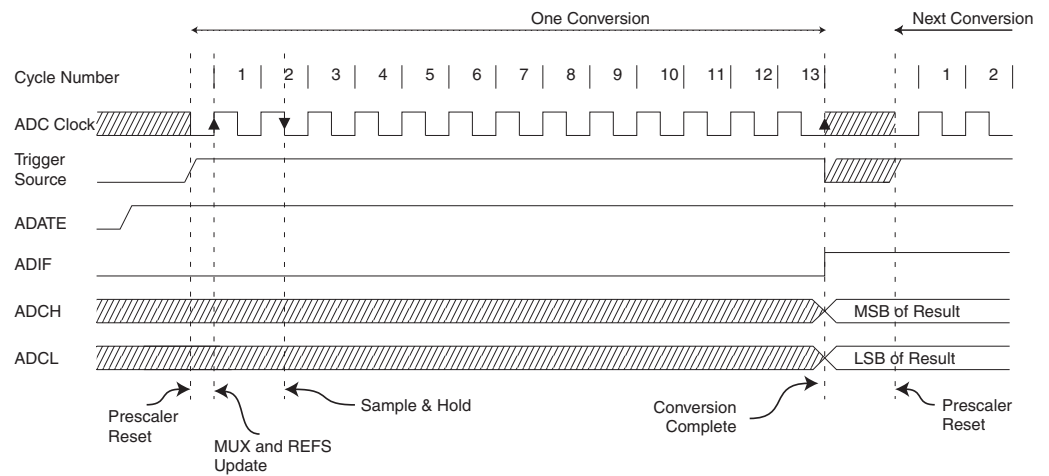 One Conversion
Next Conversion
Cycle Number
1 2 3 4 5 6 7 8 9 10 11 12 13 1 2
ADC Clock
Trigger
Source
ADATE
ADIF
ADCH
MSB of Result
ADCL
LSB of Result
Prescaler
Reset
MUX and REFS
Update
Sample & Hold
Conversion
Complete
Prescaler
Reset